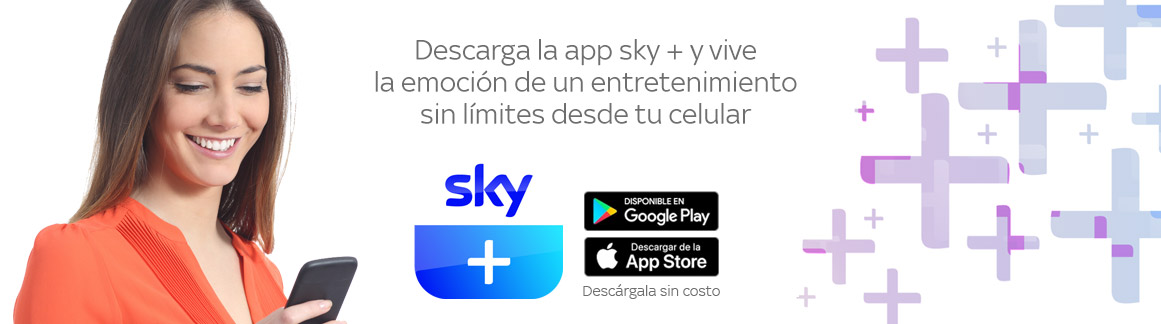 Descarga la app sky + y vive
la emoción de un entretenimiento
sin límites desde tu celular
sky
+
DISPONIBLE EN
Google Play
Descargar de la
App Store
Descárgala sin costo